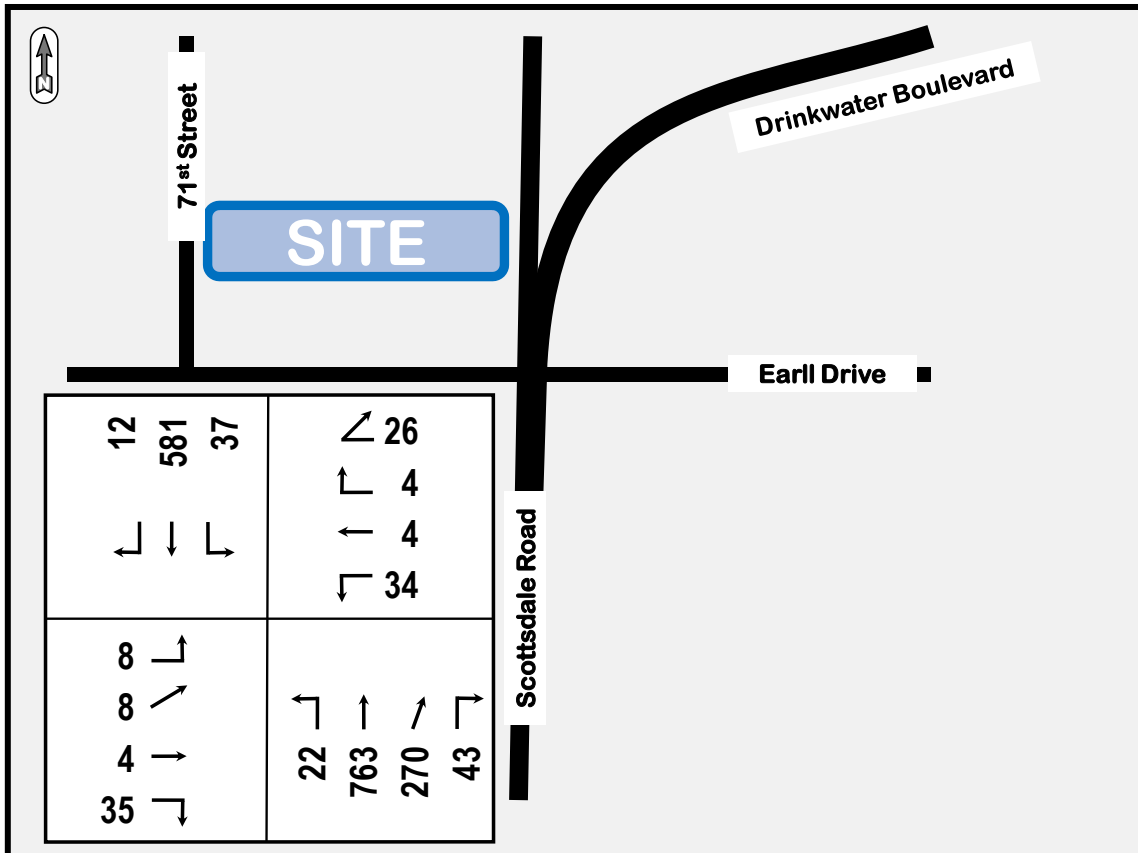 N
71st Street
Drinkwater Boulevard
SITE
Earll Drive
Scottsdale Road
12 581 37
26
4
4
34
8
8
4
35
22 763 270 43